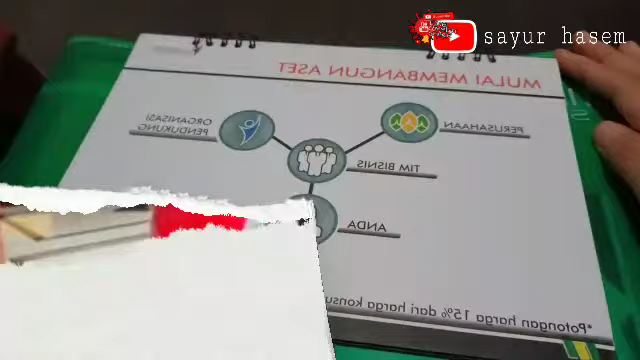 sayur hasem
MULAI MEMBANGUN ASET
ORGANISASI
PENDUKUNG
PERUSAHAAN
TIM BISNIS
ANDA
*Potongan harga 15% dari harga